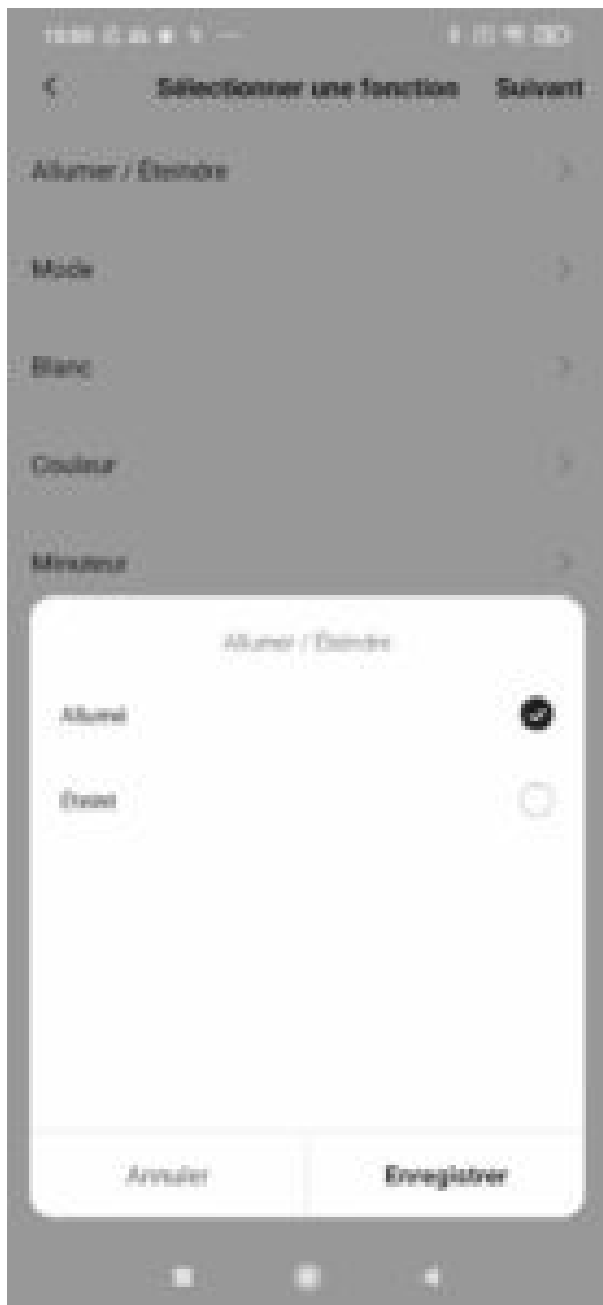 Sélectionner une fonction Suivant
Allumer / Éteindre
Mode
Blanc
Couleur
Minuteur
Allumer / Éteindre
Allumé
Éteint
Annuler Enregistrer